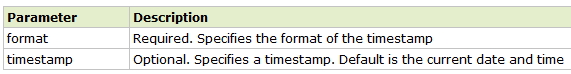 Parameter Description
format Required. Specifies the format of the timestamp
timestamp Optional. Specifies a timestamp. Default is the current date and time